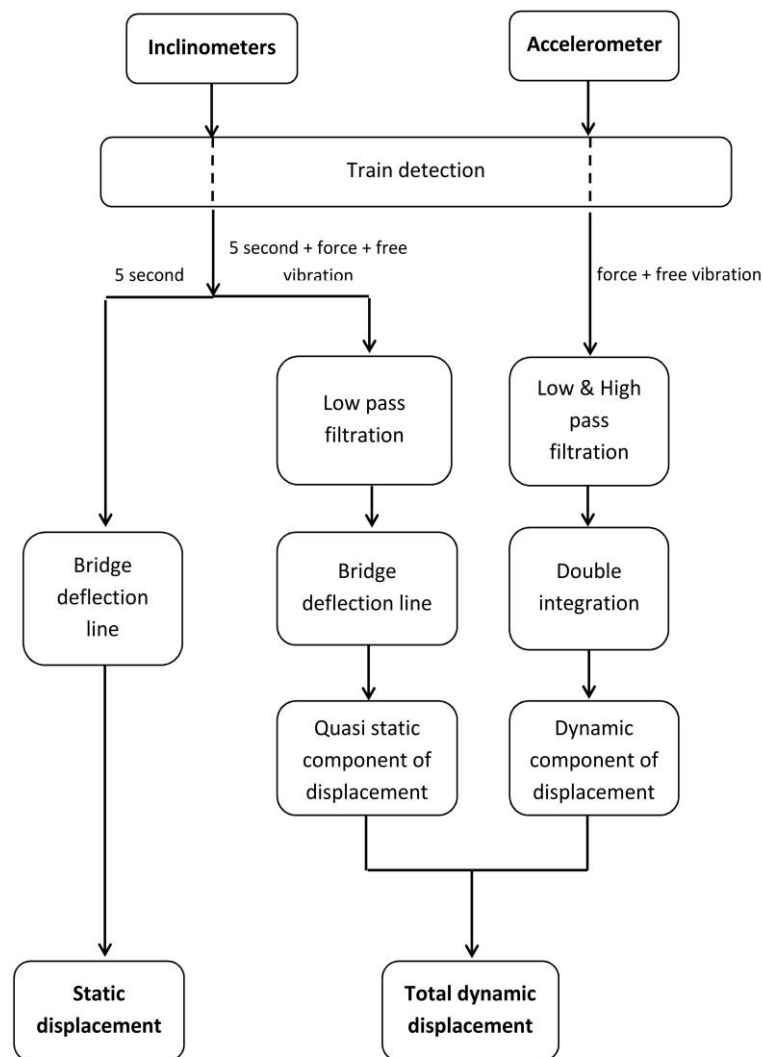 Inclinometers
Accelerometer
Train detection
5 second
5 second + force + free
vibration
force + free vibration
Low pass
filtration
Low & High
pass
filtration
Bridge
deflection
line
Bridge
deflection line
Double
integration
Quasi static
component of
displacement
Dynamic
component of
displacement
Static
displacement
Total dynamic
displacement